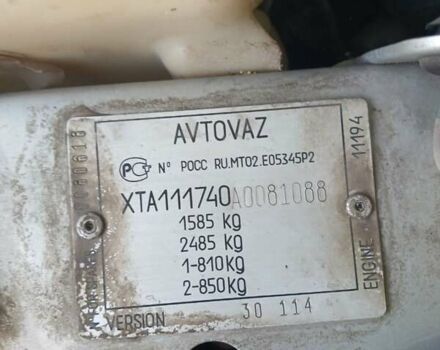 AVTOVAZ
№ РОСС RU.MT02.E05345P2
XTA111740A0081088
1585 kg
2485 kg
1-810kg
2-850kg
VERSION 30 114
ENGINE 11194